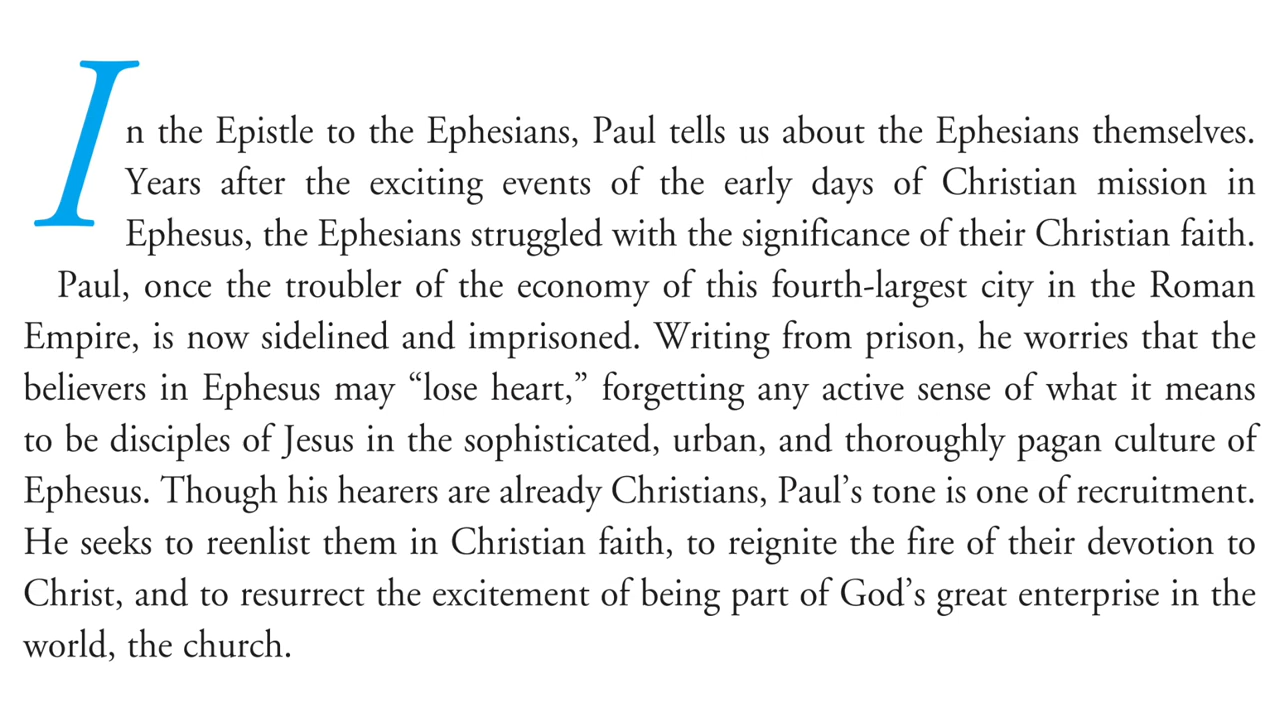 In the Epistle to the Ephesians, Paul tells us about the Ephesians themselves.
Years after the exciting events of the early days of Christian mission in
Ephesus, the Ephesians struggled with the significance of their Christian faith.
Paul, once the troubler of the economy of this fourth-largest city in the Roman
Empire, is now sidelined and imprisoned. Writing from prison, he worries that the
believers in Ephesus may “lose heart,” forgetting any active sense of what it means
to be disciples of Jesus in the sophisticated, urban, and thoroughly pagan culture of
Ephesus. Though his hearers are already Christians, Paul’s tone is one of recruitment.
He seeks to reenlist them in Christian faith, to reignite the fire of their devotion to
Christ, and to resurrect the excitement of being part of God’s great enterprise in the
world, the church.